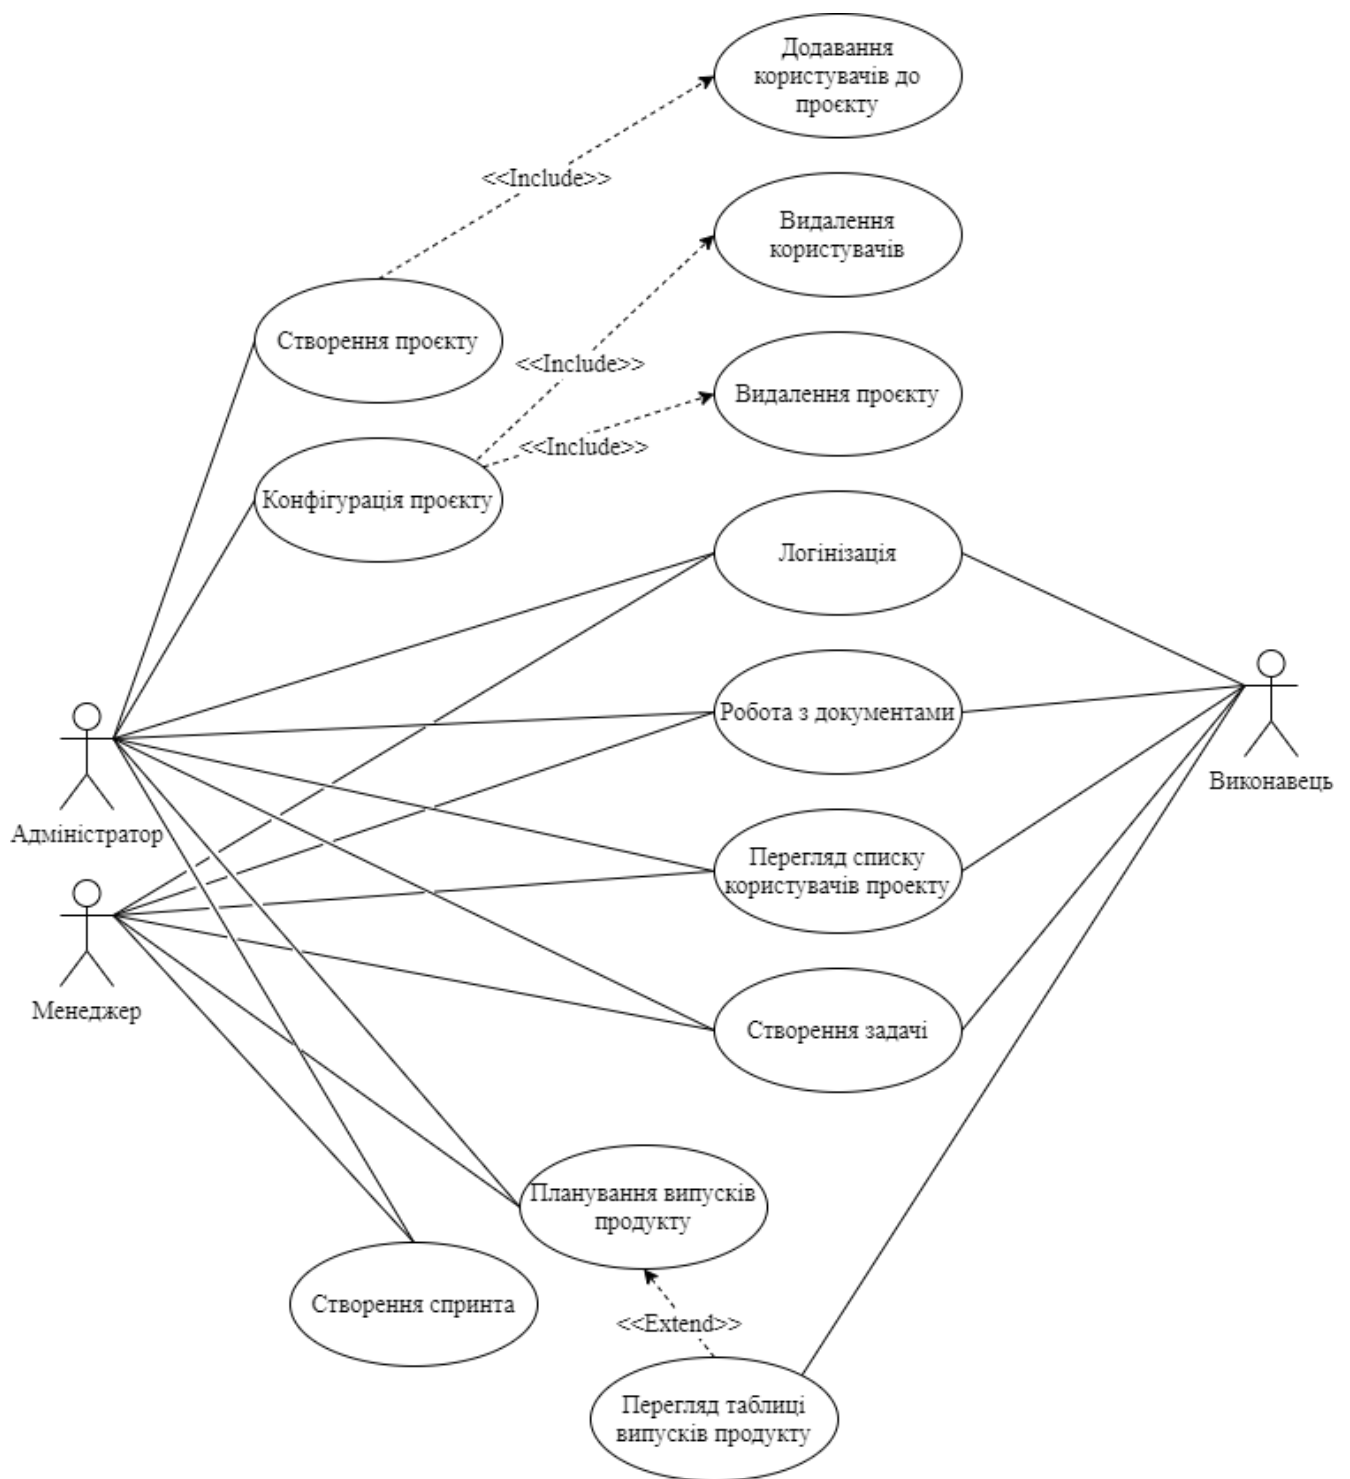 Додавання
користувачів до
проєкту
<<Include>>
Видалення
користувачів
Створення проєкту
<<Include>>
Видалення проєкту
<<Include>>
Конфігурація проєкту
Логінізація
Робота з документами
Виконавець
Адміністратор
Перегляд списку
користувачів проекту
Менеджер
Створення задачі
Планування випусків
продукту
Створення спринта
<<Extend>>
Перегляд таблиці
випусків продукту